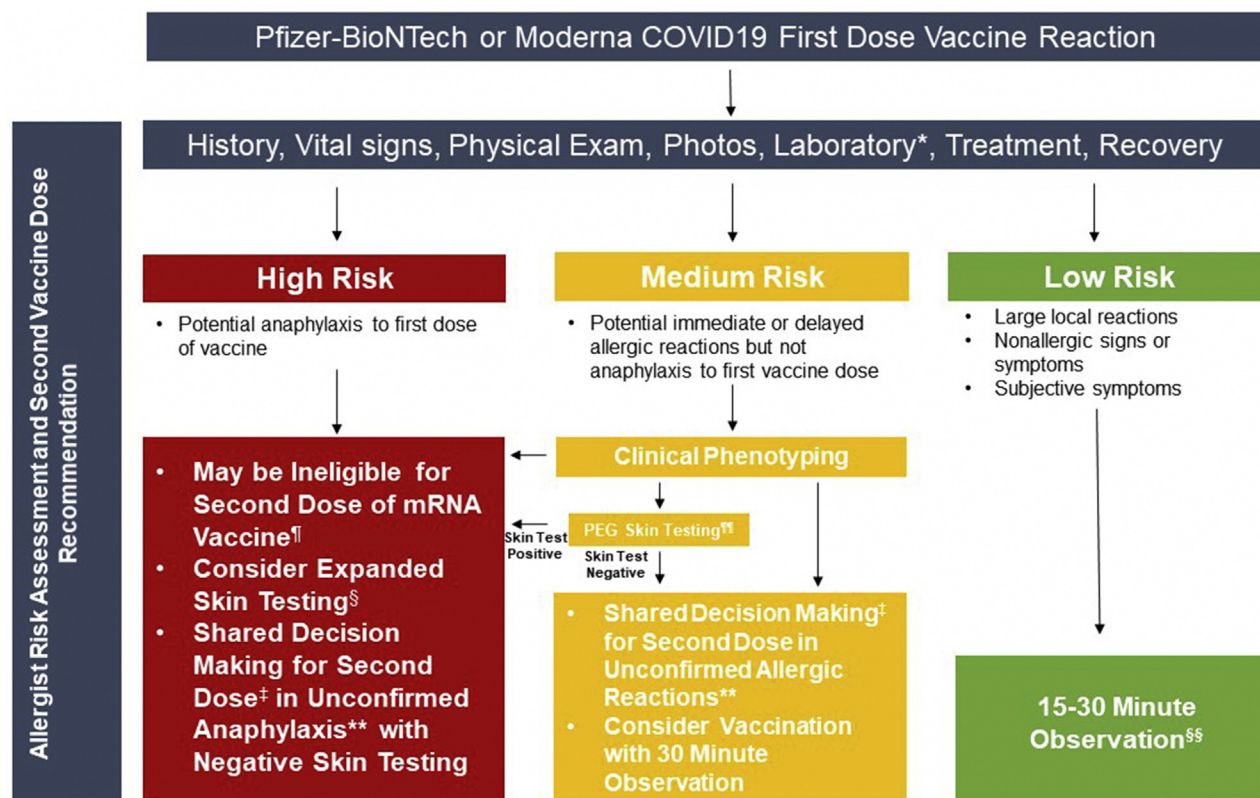 Pfizer-BioNTech or Moderna COVID19 First Dose Vaccine Reaction
Allergist Risk Assessment and Second Vaccine Dose
Recommendation
History, Vital signs, Physical Exam, Photos, Laboratory*, Treatment, Recovery
High Risk
• Potential anaphylaxis to first dose
of vaccine
• May be Ineligible for
Second Dose of mRNA
Vaccine¶
• Consider Expanded
Skin Testing§
• Shared Decision
Making for Second
Dose‡ in Unconfirmed
Anaphylaxis** with
Negative Skin Testing
Medium Risk
• Potential immediate or delayed
allergic reactions but not
anaphylaxis to first vaccine dose
Clinical Phenotyping
PEG Skin Testing¶¶
Skin Test
Positive
Skin Test
Negative
• Shared Decision Making‡
for Second Dose in
Unconfirmed Allergic
Reactions**
• Consider Vaccination
with 30 Minute
Observation
Low Risk
• Large local reactions
• Nonallergic signs or
symptoms
• Subjective symptoms
15-30 Minute
Observation§§